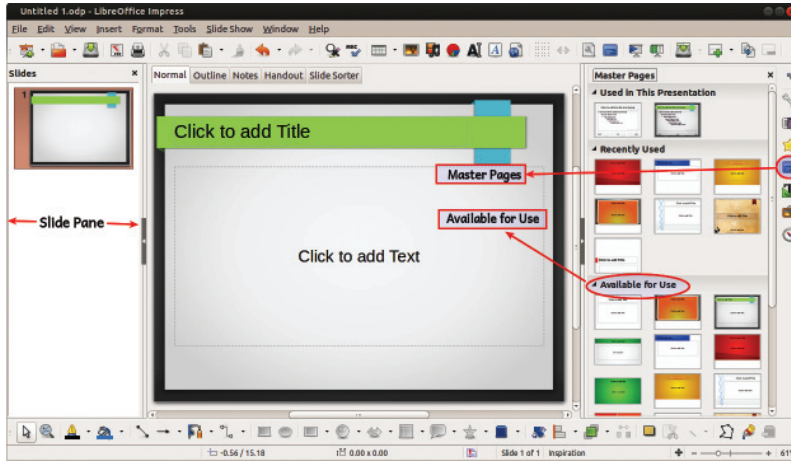 Untitled 1.odp - LibreOffice Impress
File Edit View Insert Format Tools Slide Show Window Help
Slides
Normal Outline Notes Handout Slide Sorter
Master Pages
Used in This Presentation
1
Click to add Title
Recently Used
Master Pages
Slide Pane
Available for Use
Click to add Text
Available for Use
-0.56 / 15.18
0.00 x 0.00
Slide 1 of 1
Inspiration
61%